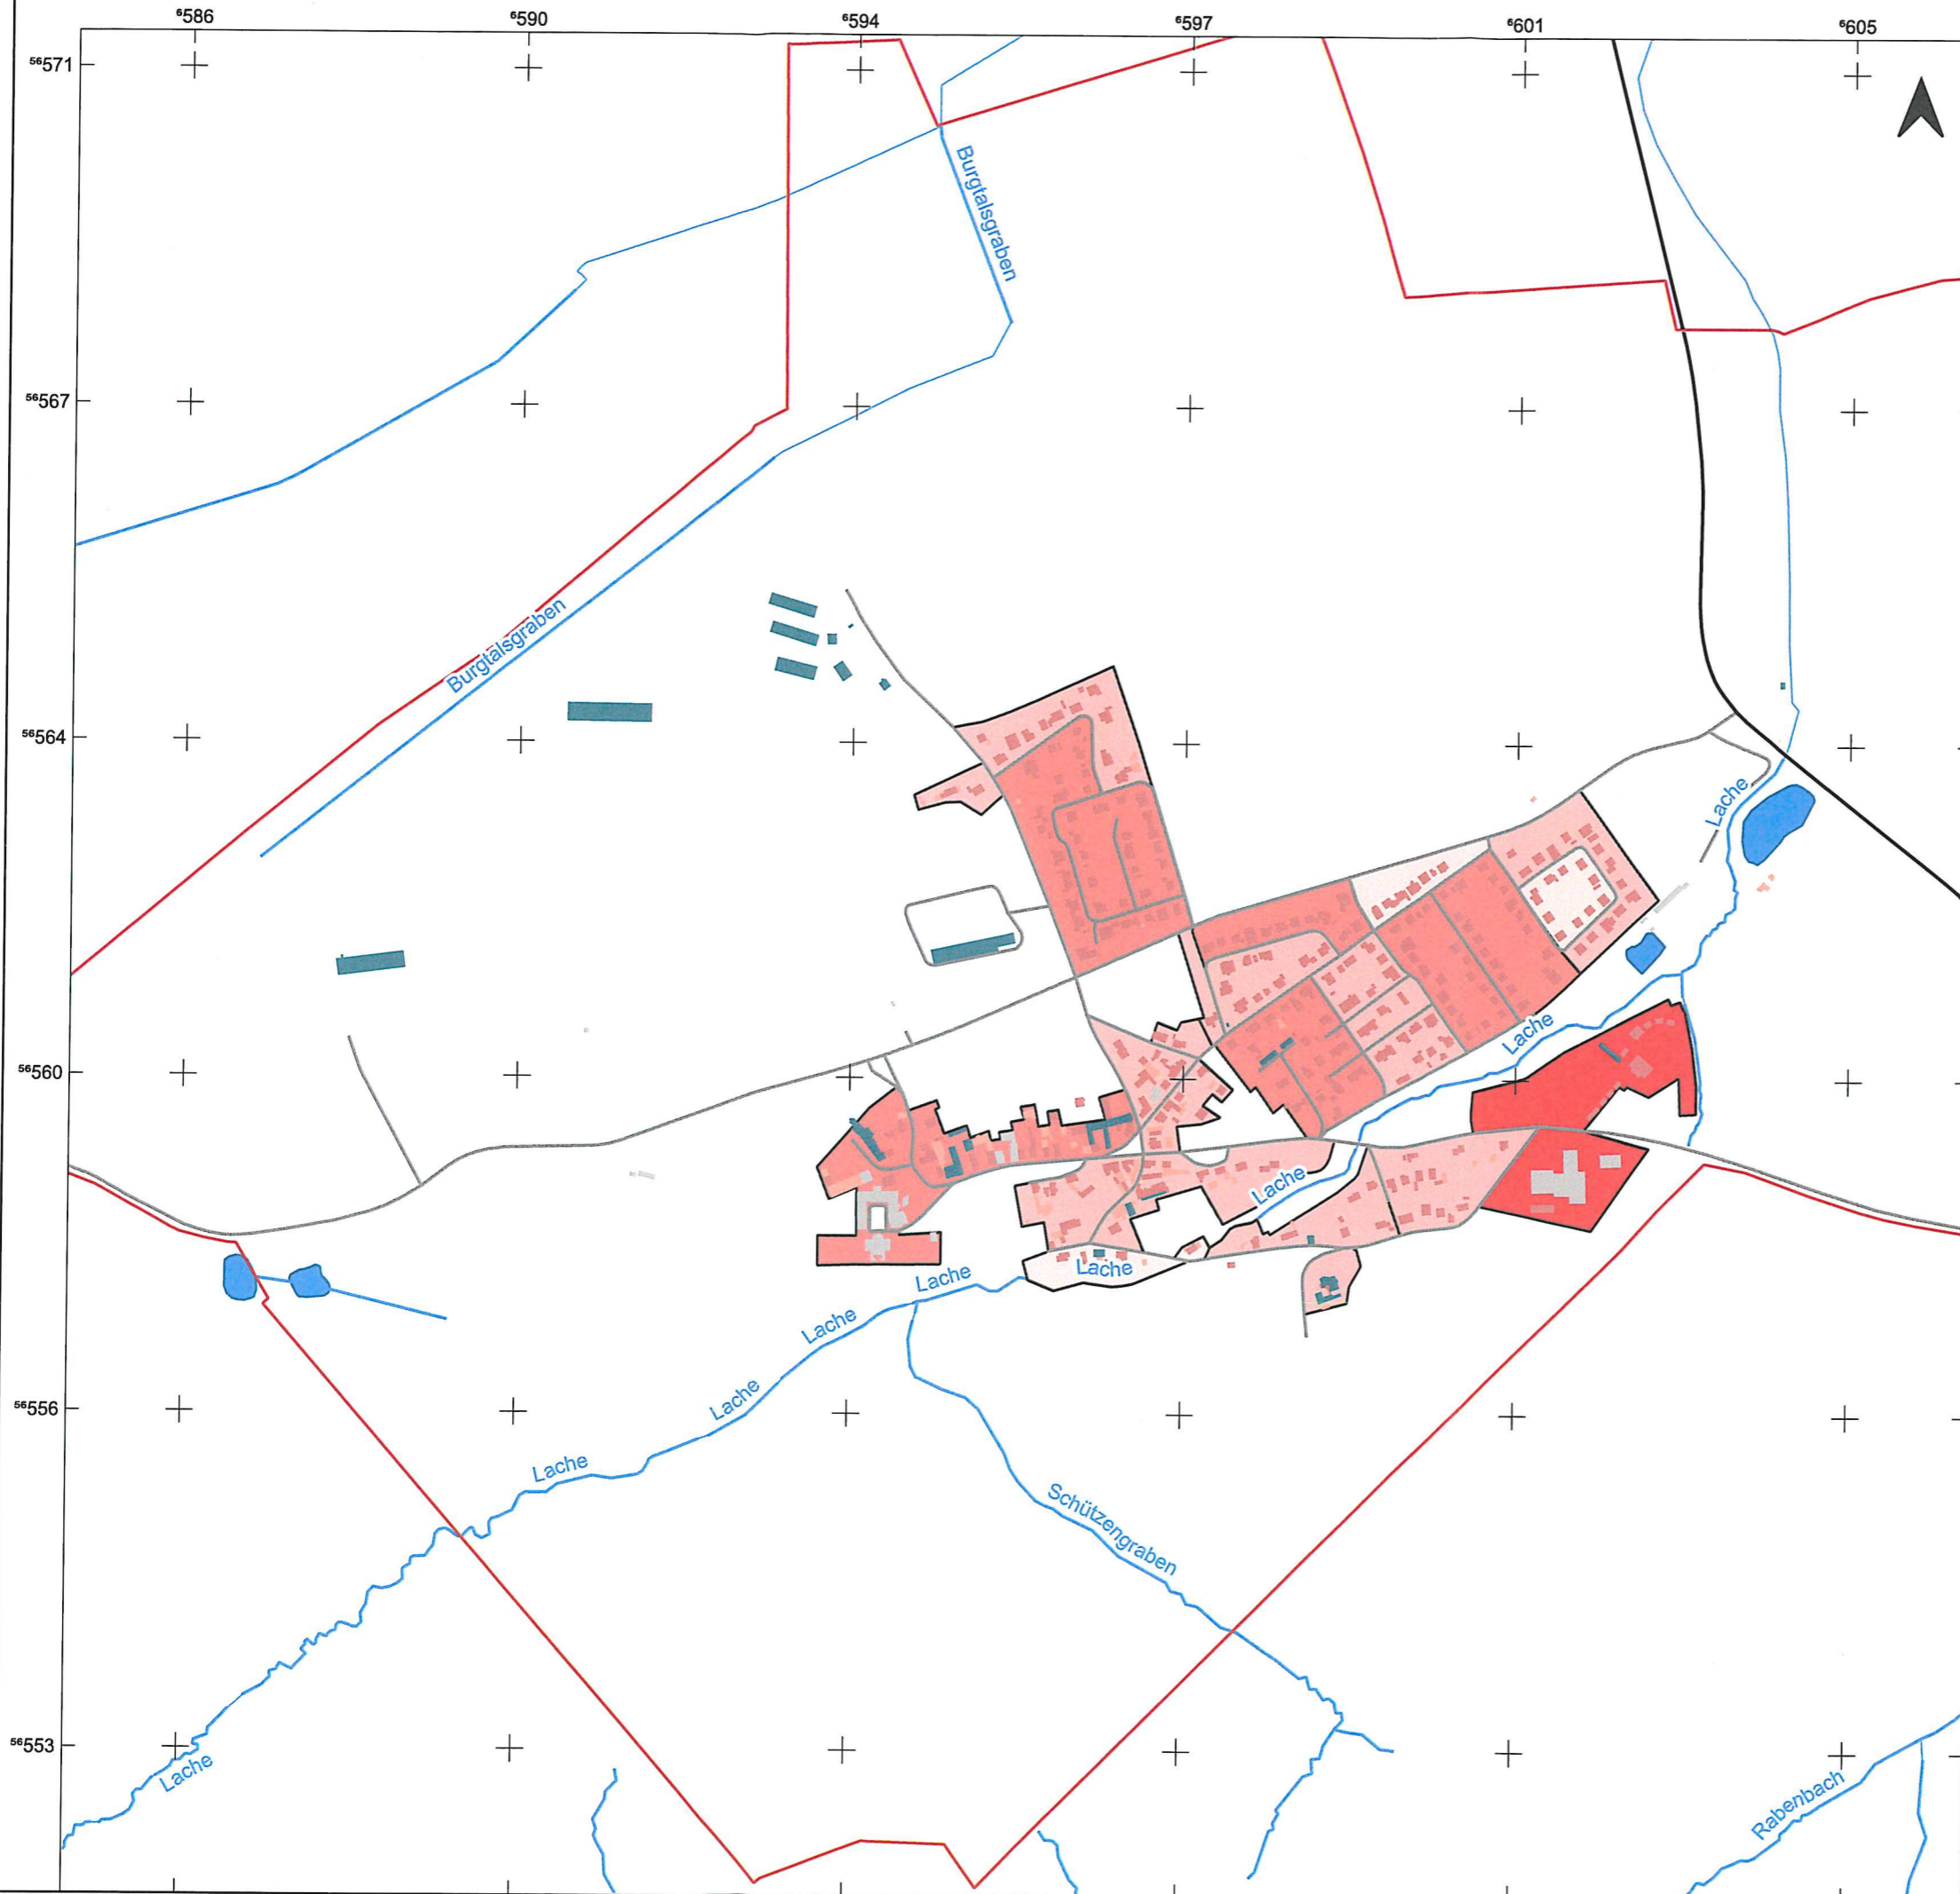 6586
6590
6594
6597
6601
6605
56571
Burgtalsgraben
56567
Burgtalsgraben
56564
Lache
Lache
56560
Lache
Lache
Lache
Lache
Lache
56556
Lache
Schützengraben
56553
Lache
Rabenbach